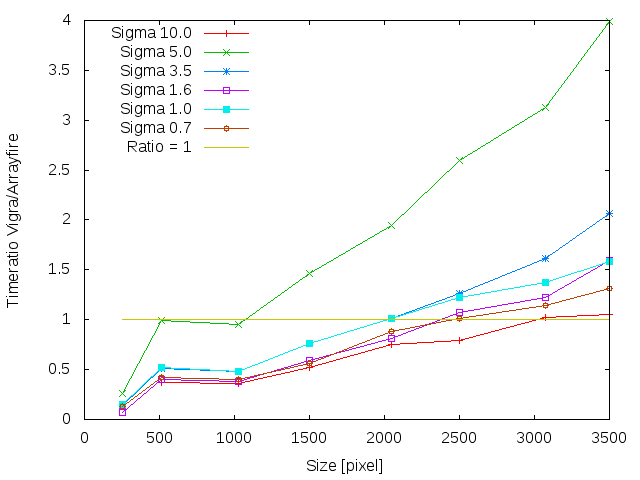 4
3.5
3
2.5
2
1.5
1
0.5
0
Timeratio Vigra/Arrayfire
Sigma 10.0
Sigma 5.0
Sigma 3.5
Sigma 1.6
Sigma 1.0
Sigma 0.7
Ratio = 1
0 500 1000 1500 2000 2500 3000 3500
Size [pixel]